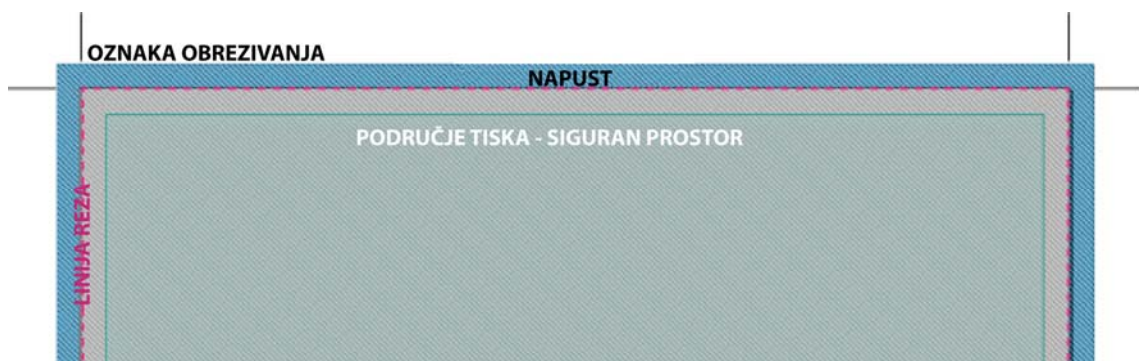 OZNAKA OBREZIVANJA
NAPUST
PODRUČJE TISKA - SIGURAN PROSTOR
LINIJA REZA